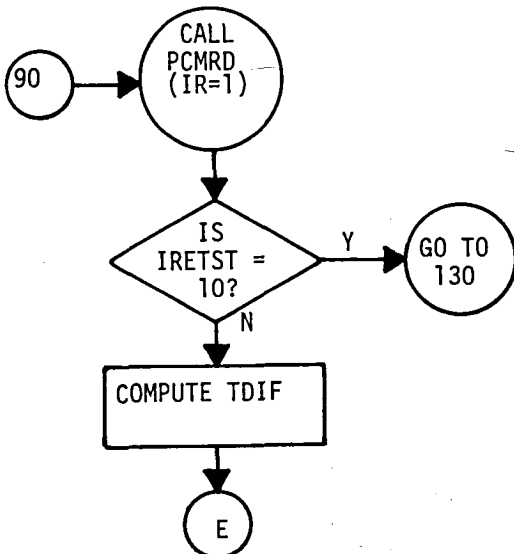 CALL
PCMRD
(IR=1)
90
IS
IRETST =
10?
Y
GO TO
130
N
COMPUTE TDIF
E